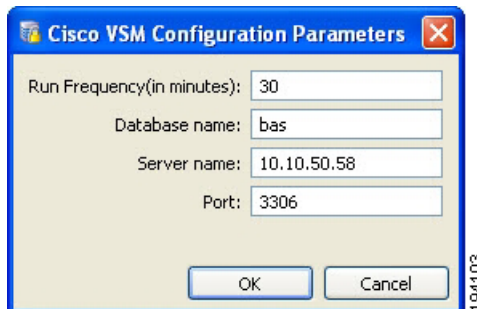 Cisco VSM Configuration Parameters
Run Frequency(in minutes): 30
Database name: bas
Server name: 10.10.50.58
Port: 3306
OK Cancel
194103